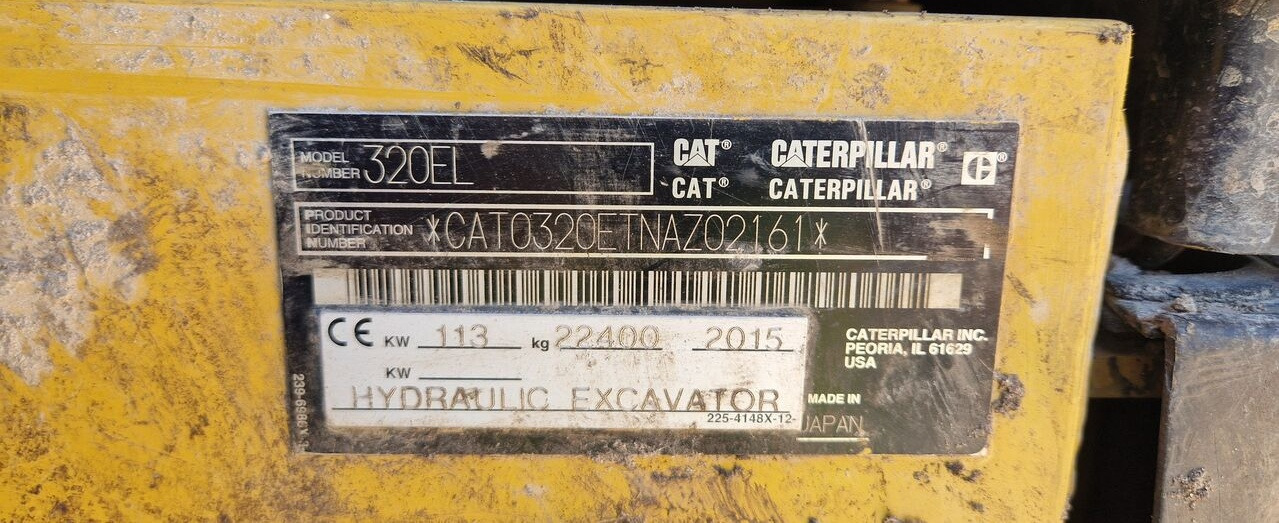 MODEL NUMBER 320EL
CAT® CATERPILLAR® ®
CAT® CATERPILLAR®
PRODUCT IDENTIFICATION NUMBER *CAT0320ETNAZ02161*
CE KW 113 kg 22400 2015
KW
HYDRAULIC EXCAVATOR
225-4148X-12-
CATERPILLAR INC.
PEORIA, IL 61629
USA
MADE IN
JAPAN